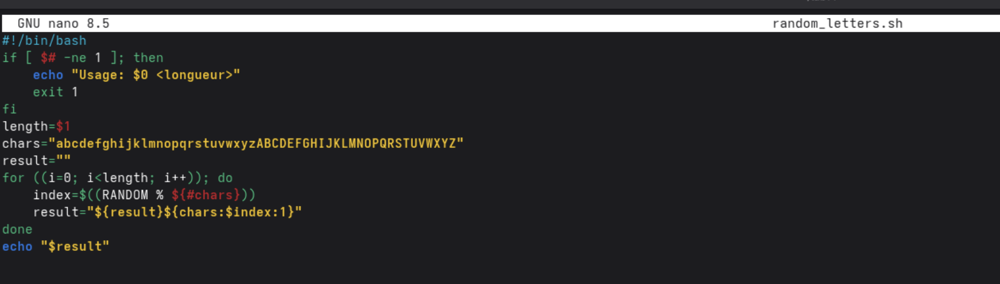 GNU nano 8.5 random_letters.sh
#!/bin/bash
if [ $# -ne 1 ]; then
    echo "Usage: $0 <longueur>"
    exit 1
fi
length=$1
chars="abcdefghijklmnopqrstuvwxyzABCDEFGHIJKLMNOPQRSTUVWXYZ"
result=""
for ((i=0; i<length; i++)); do
    index=$((RANDOM % ${#chars}))
    result="${result}${chars:$index:1}"
done
echo "$result"